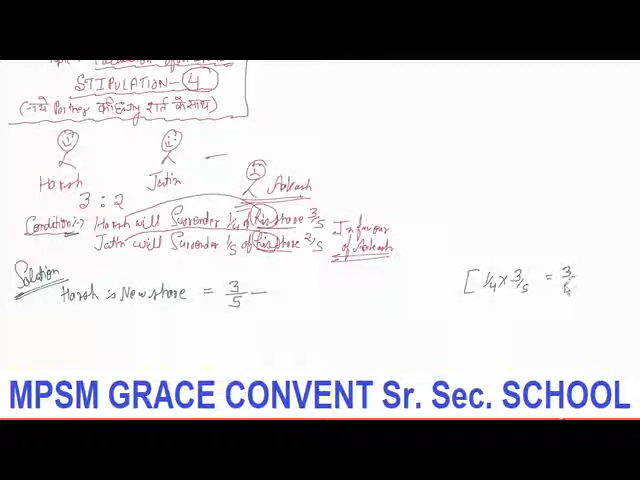 STIPULATION-4
(नये Partner की Entry शर्त के साथ)
Harsh
Jatin
Aakash
3 : 2
Condition:- Harsh will Surrender 1/4 of his share 3/5
Jatin will Surrender 1/5 of his share 2/5
In favour of Aakash
Solution
Harsh is New share = 3/5 —
[ 1/4 × 3/5 = 3/
MPSM GRACE CONVENT Sr. Sec. SCHOOL